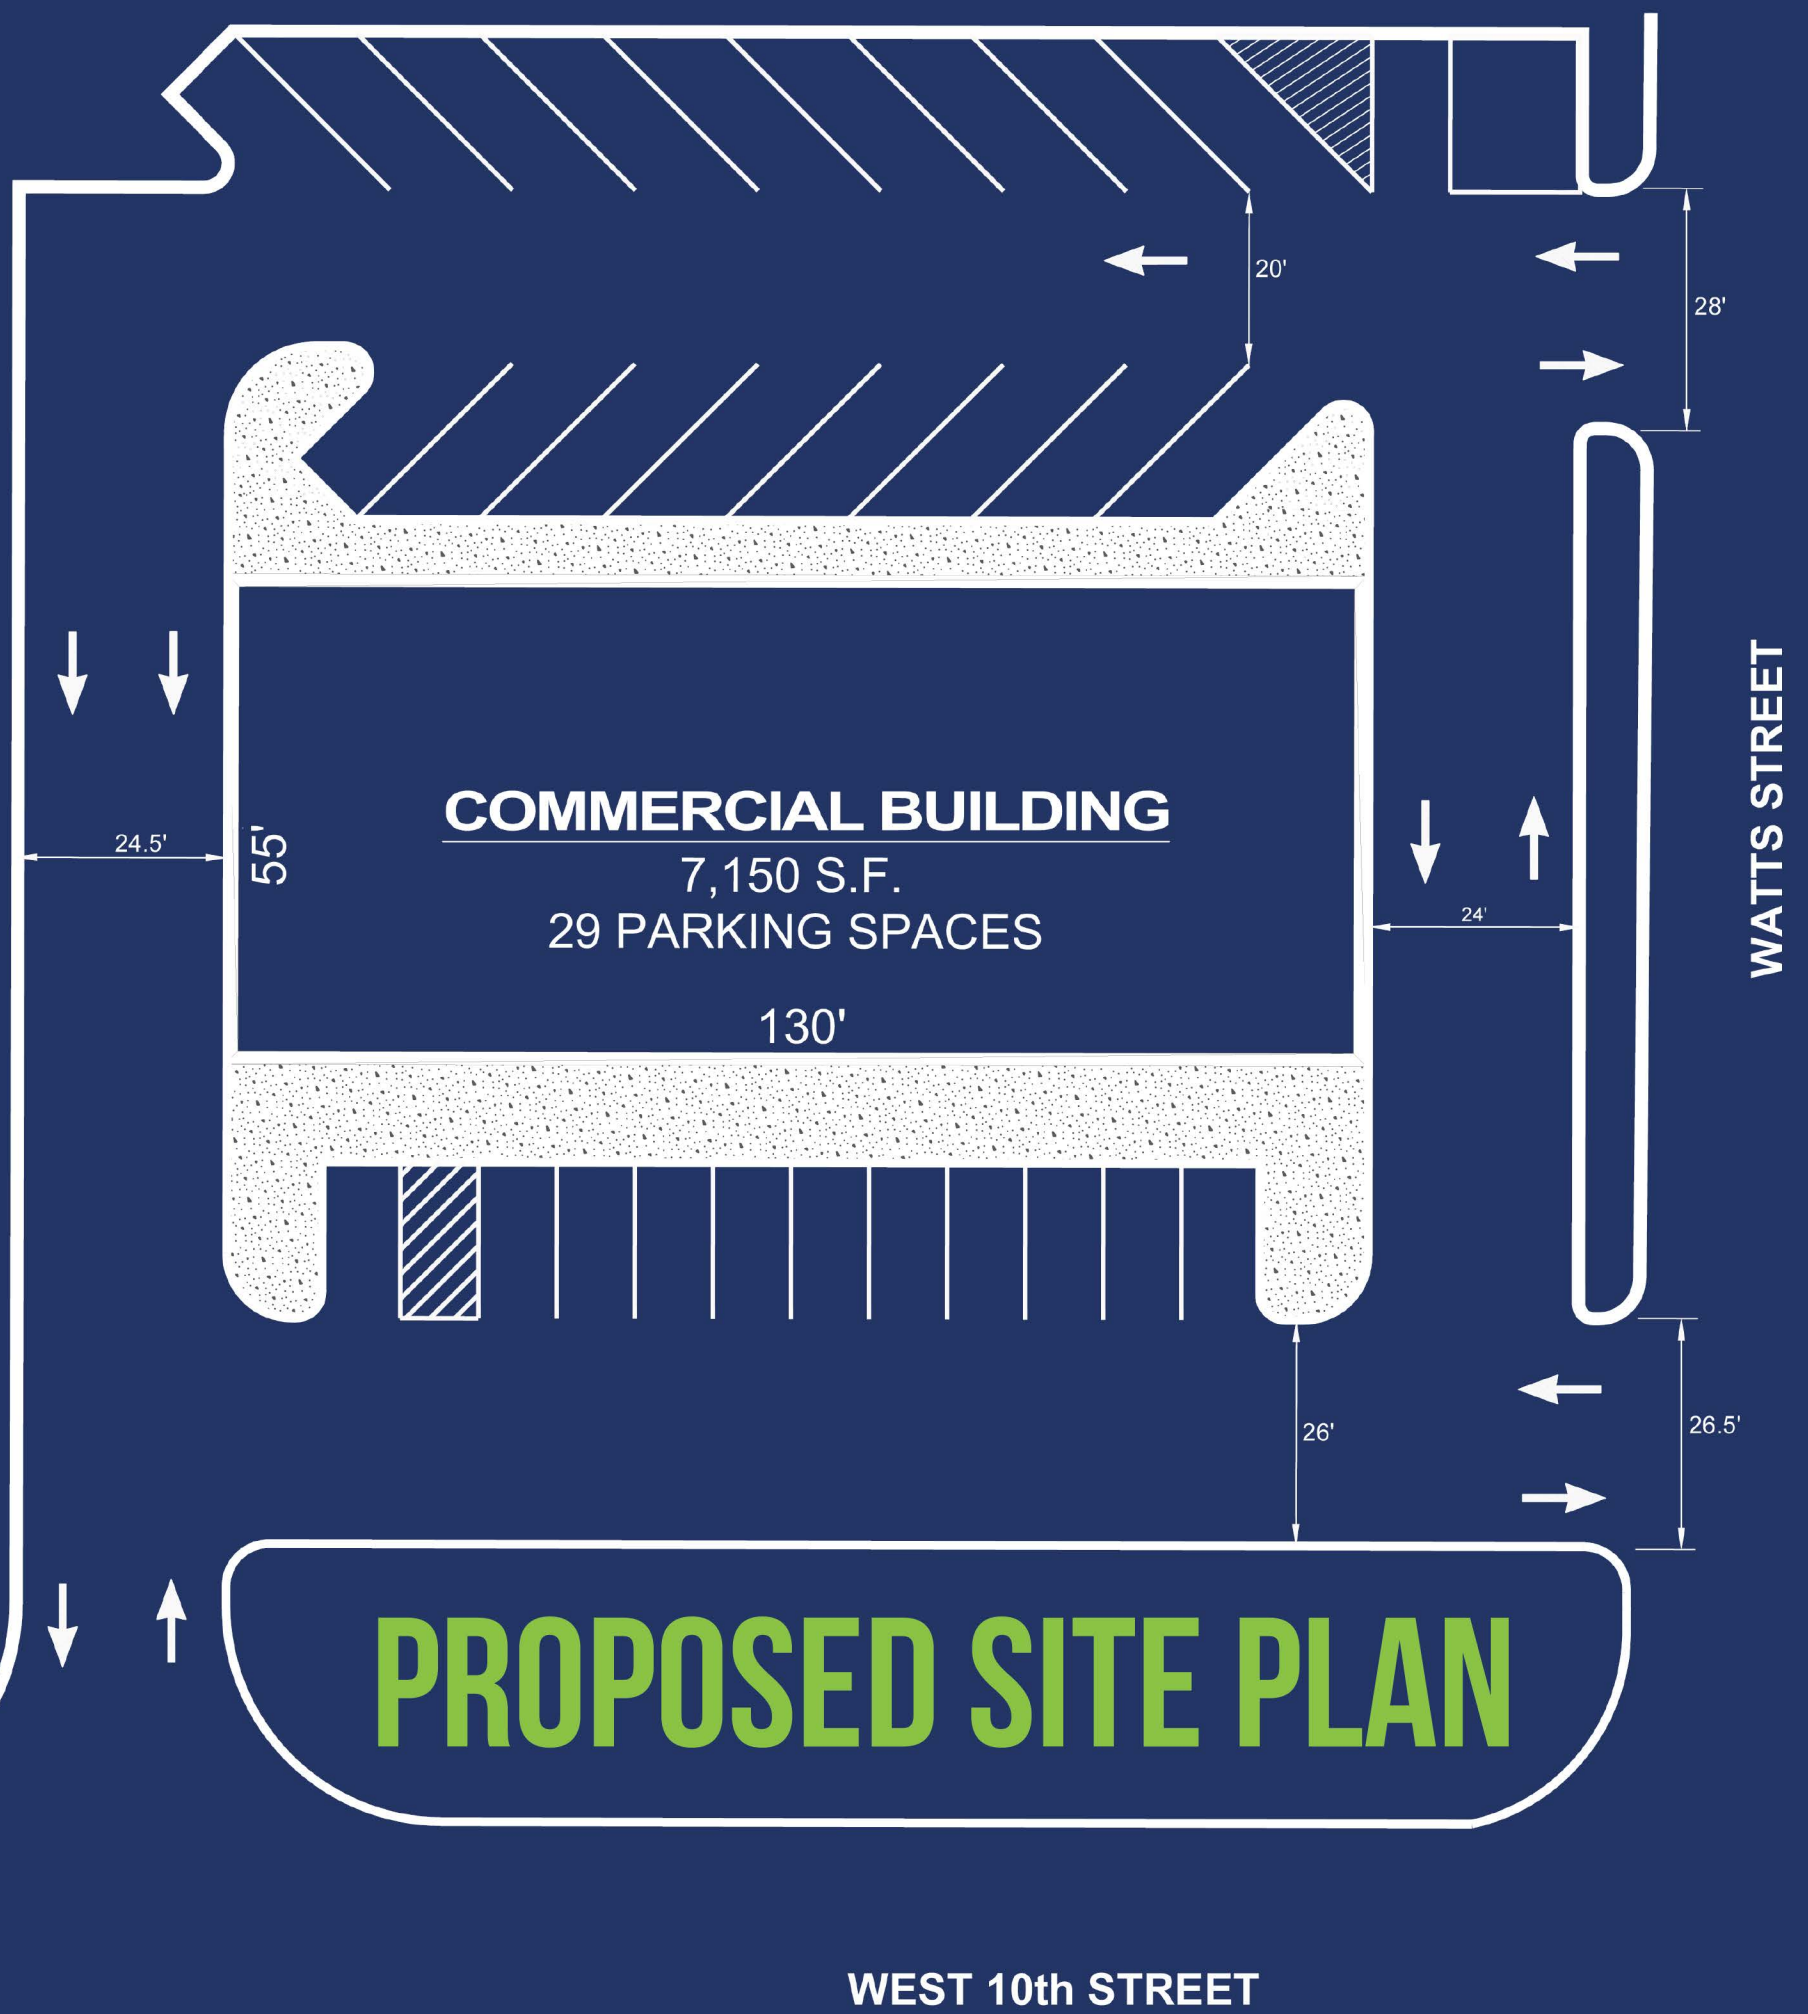 20'
28'
COMMERCIAL BUILDING
7,150 S.F.
29 PARKING SPACES
130'
55'
24.5'
24'
WATTS STREET
26'
26.5'
PROPOSED SITE PLAN
WEST 10th STREET